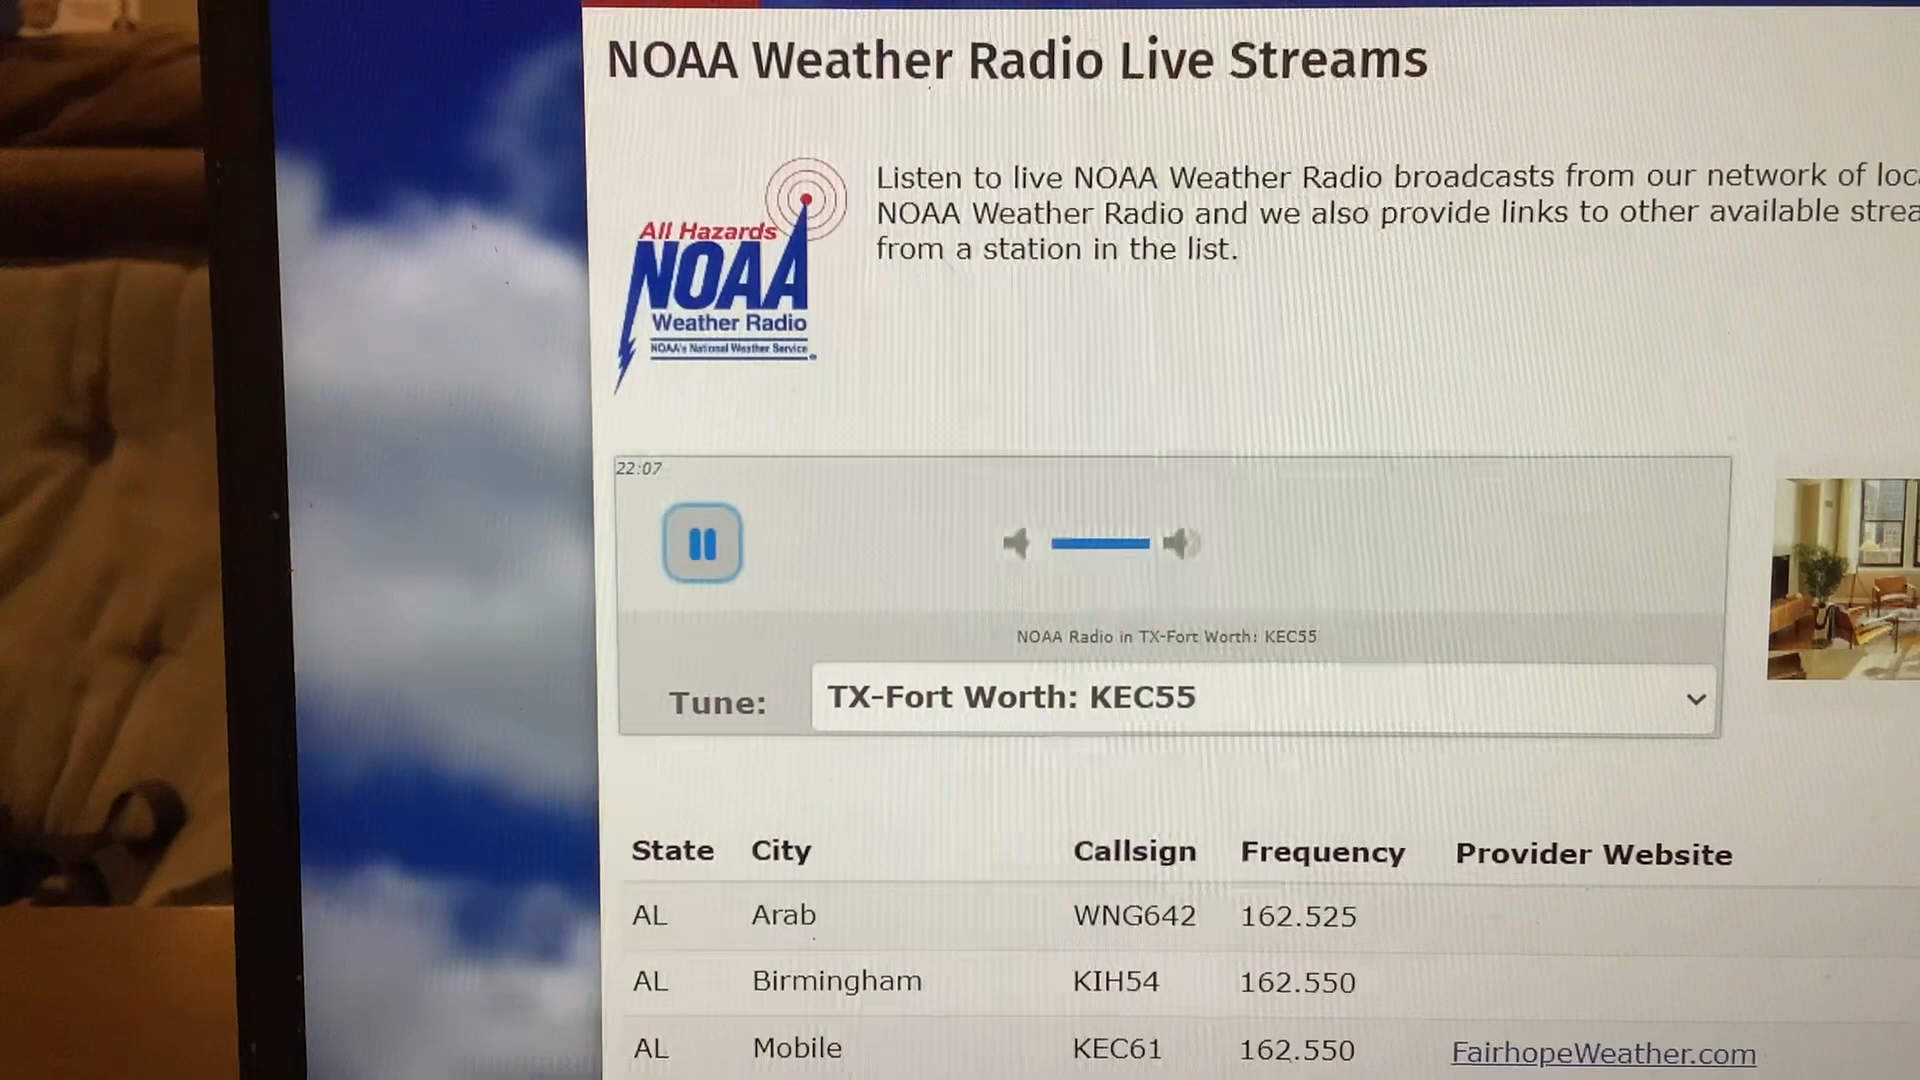 NOAA Weather Radio Live Streams
All Hazards
NOAA
Weather Radio
NOAA's National Weather Service
Listen to live NOAA Weather Radio broadcasts from our network of loc
NOAA Weather Radio and we also provide links to other available strea
from a station in the list.
22:07
NOAA Radio in TX-Fort Worth: KEC55
Tune: TX-Fort Worth: KEC55
State City Callsign Frequency Provider Website
AL Arab WNG642 162.525
AL Birmingham KIH54 162.550
AL Mobile KEC61 162.550 FairhopeWeather.com